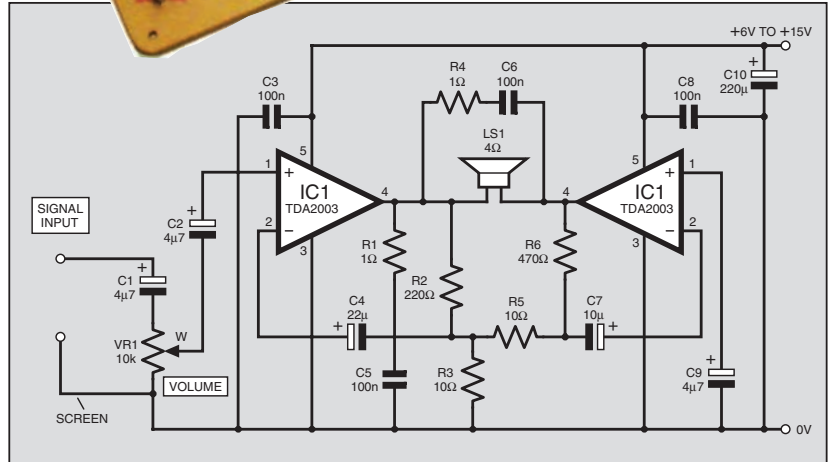 +6V TO +15V
C3
100n
R4
1Ω
C6
100n
C8
100n
+
C10
220µ
LS1
4Ω
5
5
1
+
IC1
TDA2003
4
4
IC1
TDA2003
+
1
2
−
−
2
3
3
SIGNAL
INPUT
+
C2
4µ7
+
C1
4µ7
R1
1Ω
R2
220Ω
R6
470Ω
R5
10Ω
C4
22µ
+
C7
10µ
+
VR1
10k
W
VOLUME
C5
100n
R3
10Ω
+
C9
4µ7
SCREEN
0V